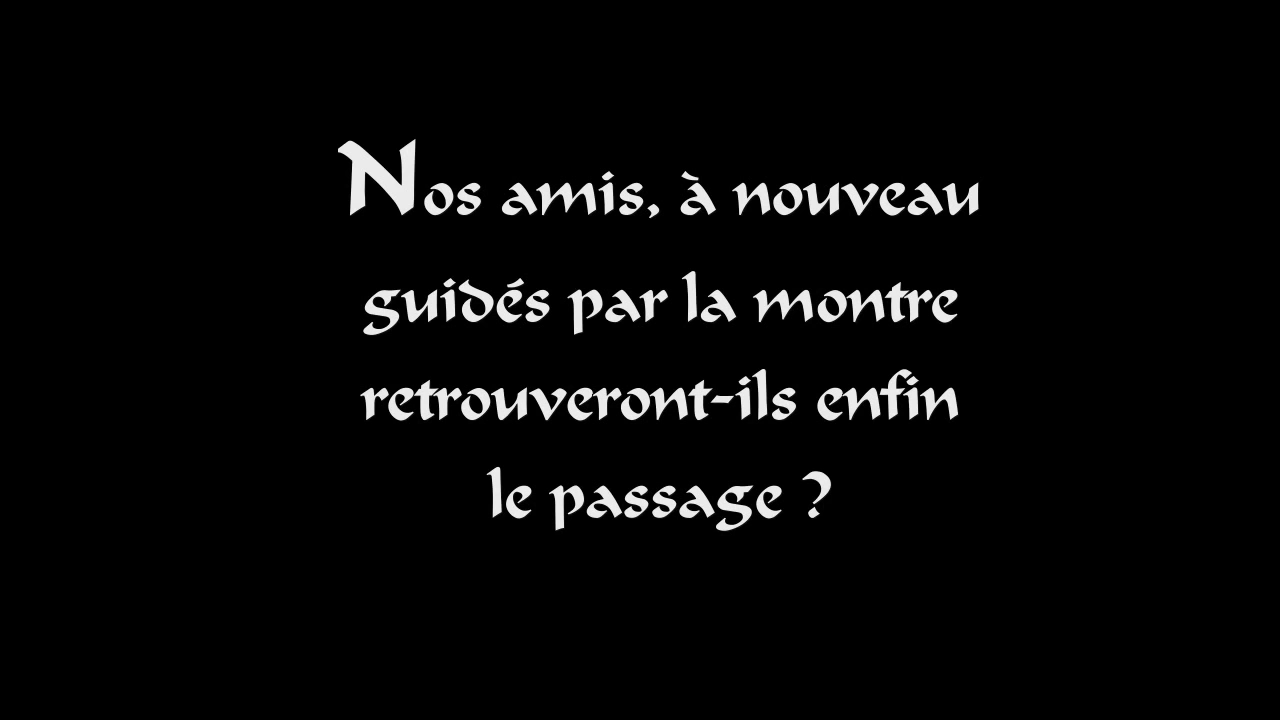 Nos amis, à nouveau
guidés par la montre
retrouveront-ils enfin
le passage ?